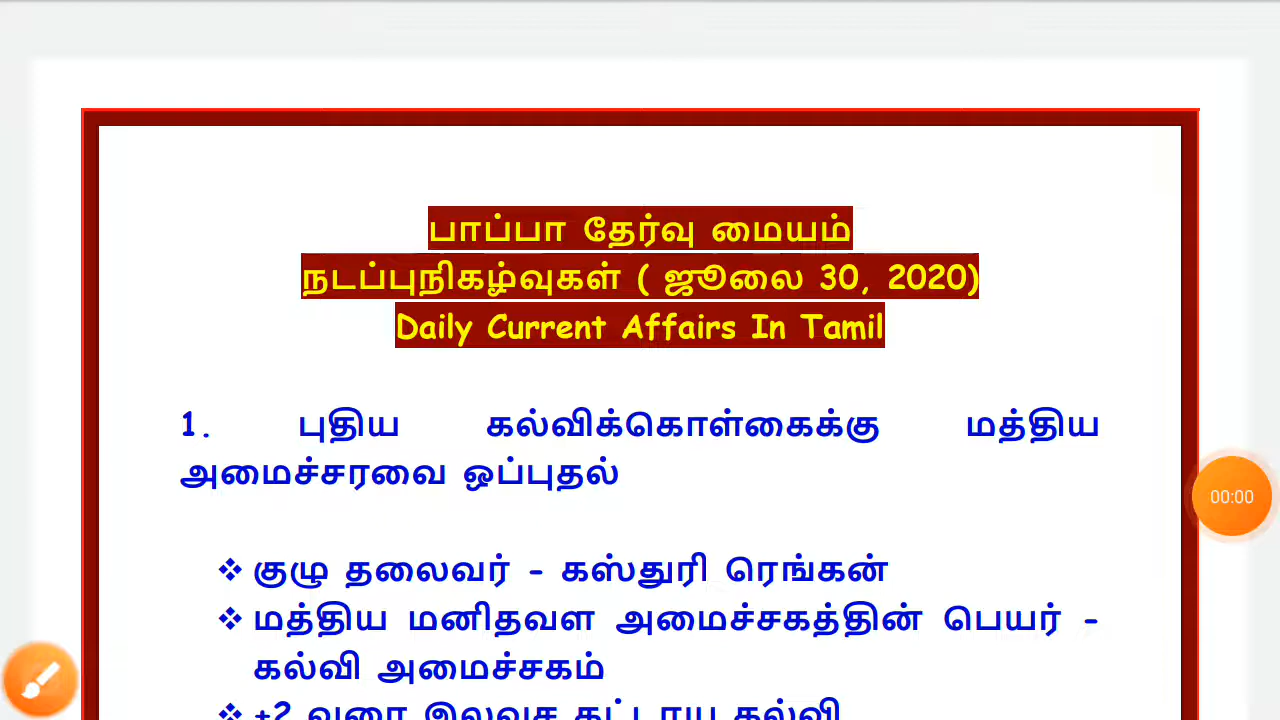 பாப்பா தேர்வு மையம்
நடப்புநிகழ்வுகள் ( ஜூலை 30, 2020)
Daily Current Affairs In Tamil
1. புதிய கல்விக்கொள்கைக்கு மத்திய
அமைச்சரவை ஒப்புதல்
❖ குழு தலைவர் - கஸ்துரி ரெங்கன்
❖ மத்திய மனிதவள அமைச்சகத்தின் பெயர் -
கல்வி அமைச்சகம்
❖ +2 வரை இலவச கட்டாய கல்வி
00:00